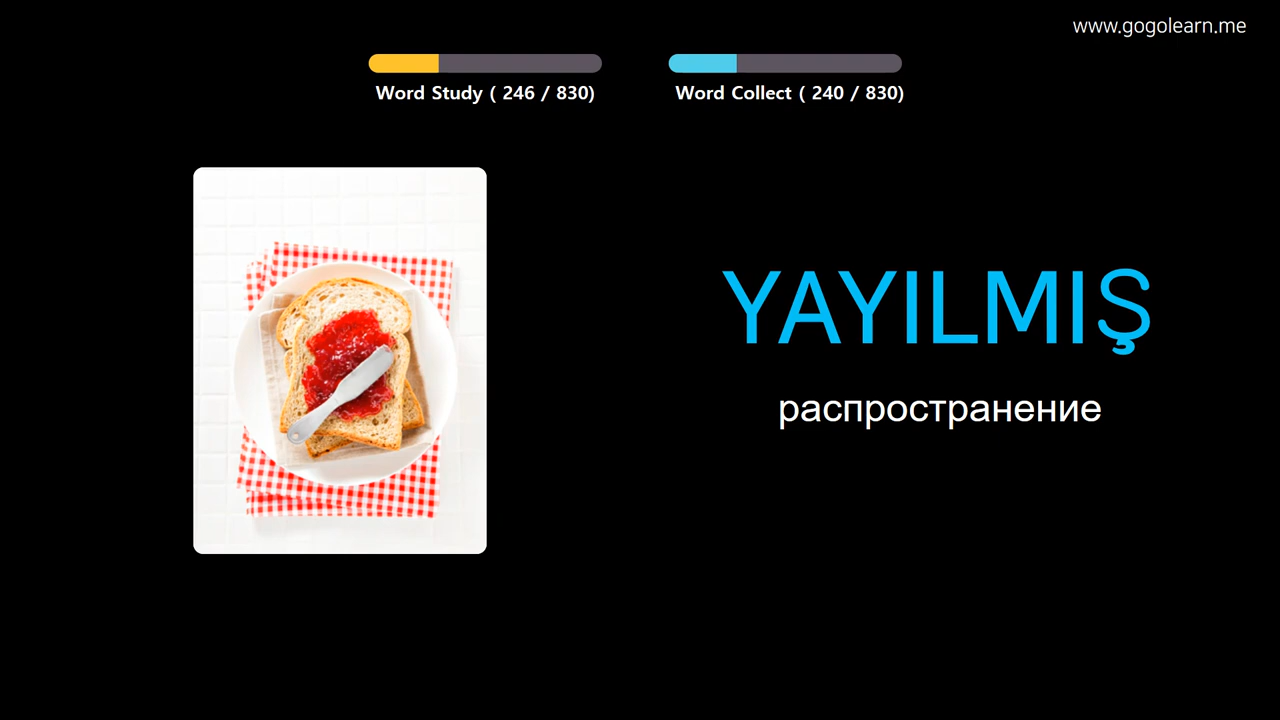 www.gogolearn.me
Word Study ( 246 / 830)
Word Collect ( 240 / 830)
YAYILMIŞ
распространение